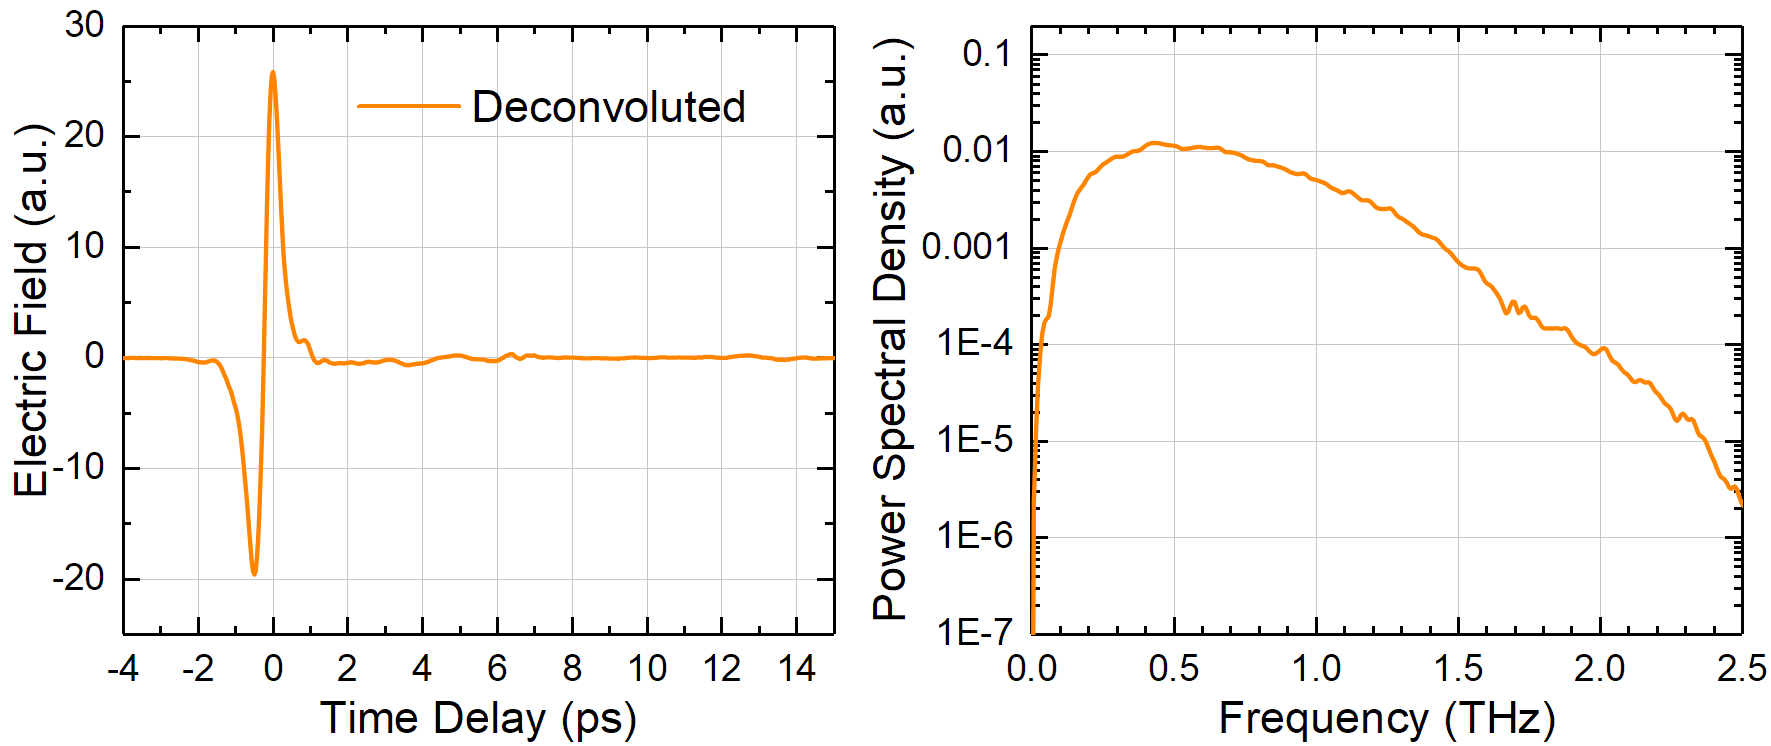 30
20
10
0
-10
-20
Electric Field (a.u.)
Deconvoluted
-4 -2 0 2 4 6 8 10 12 14
Time Delay (ps)
0.1
0.01
0.001
1E-4
1E-5
1E-6
1E-7
Power Spectral Density (a.u.)
0.0 0.5 1.0 1.5 2.0 2.5
Frequency (THz)